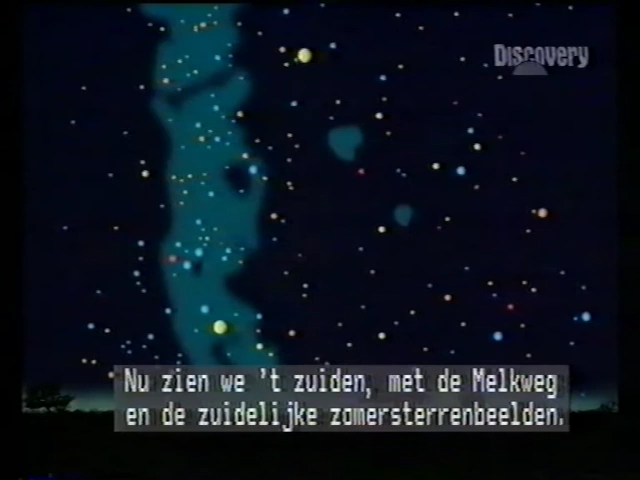 Discovery
Nu zien we 't zuiden, met de Melkweg
en de zuidelijke zomersterrenbeelden.